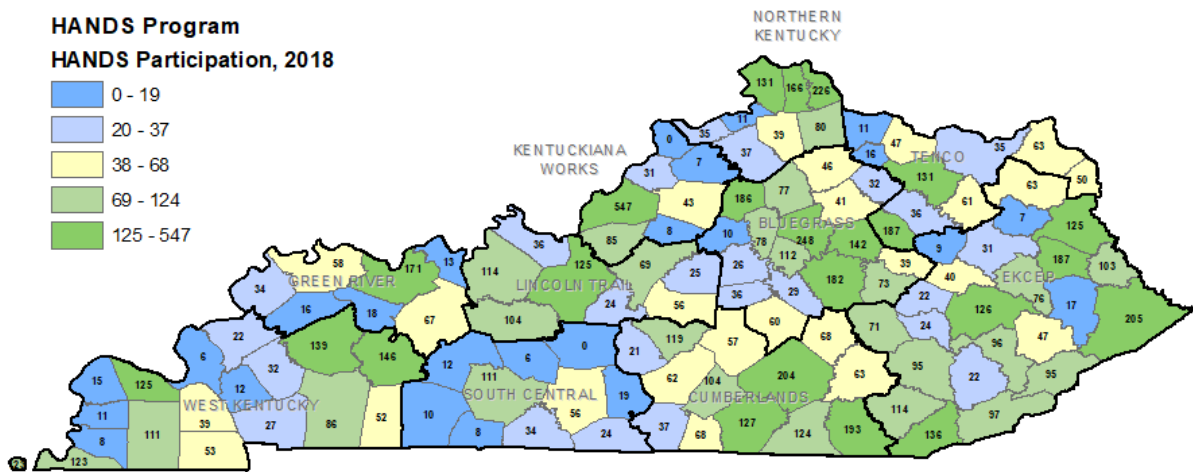 HANDS Program
HANDS Participation, 2018
0 - 19
20 - 37
38 - 68
69 - 124
125 - 547
NORTHERN
KENTUCKY
131 166 226
11 35 39 80 11 47 35 63
0 37 16 TENCO
KENTUCKIANA
WORKS
7 46 131 63 50
31 77 32 61
547 43 186 41 36 7 125
BLUEGRASS
85 8 10 78 248 142 187 9 31 187 103
36 125 69 26 112 39 40 EKCEP
58 171 13 114 25 182 73 22 76 17 205
GREEN RIVER
LINCOLN TRAIL
34 24 36 29 126
16 18 67 104 56 60 68 71 24 47
22 139 6 0 21 119 57 96
6 146 12 95 95
32 111 62 204 63 22
15 125 12 SOUTH CENTRAL 19 104 CUMBERLANDS
WEST KENTUCKY
11 39 27 86 52 10 56 114 97
8 111 53 8 34 24 37 68 127 124 193 136
123